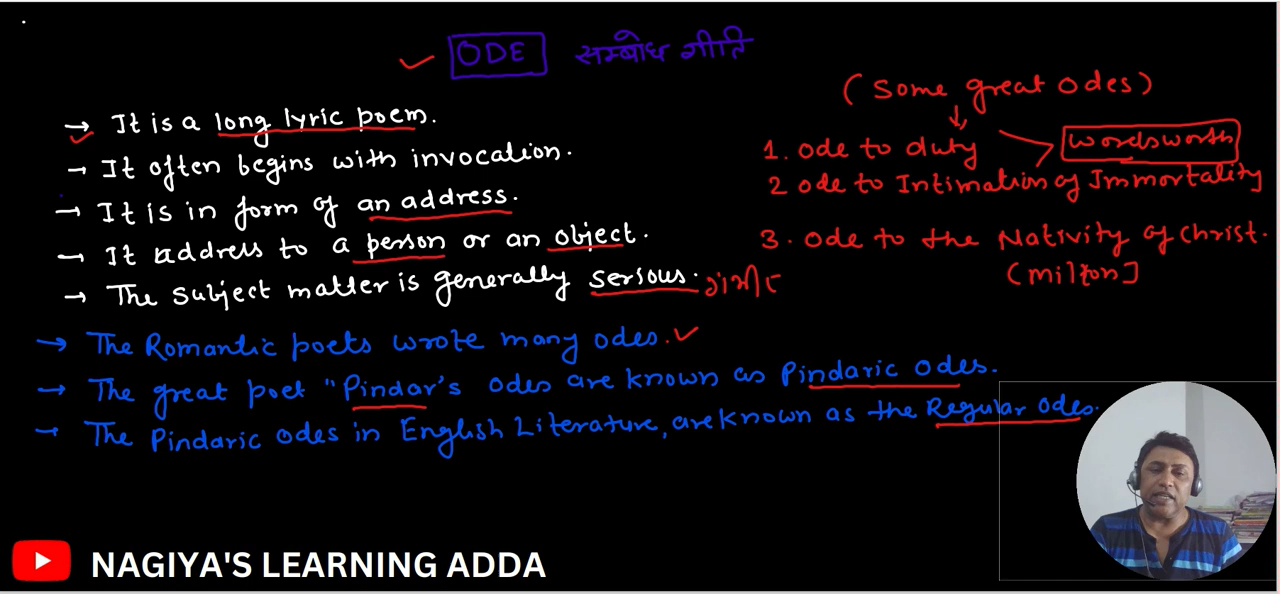 ODE सम्बोध गीति
→ It is a long lyric poem.
→ It often begins with invocation.
→ It is in form of an address.
→ It address to a person or an object.
→ The subject matter is generally serious. गंभीर
→ The Romantic poets wrote many odes.
→ The great poet "Pindar's odes are known as Pindaric Odes.
→ The Pindaric odes in English Literature, are known as the Regular Odes.
(Some great odes)
1. Ode to duty
Wordsworth
2 Ode to Intimation of Immortality
3. Ode to the Nativity of Christ.
(Milton]
NAGIYA'S LEARNING ADDA